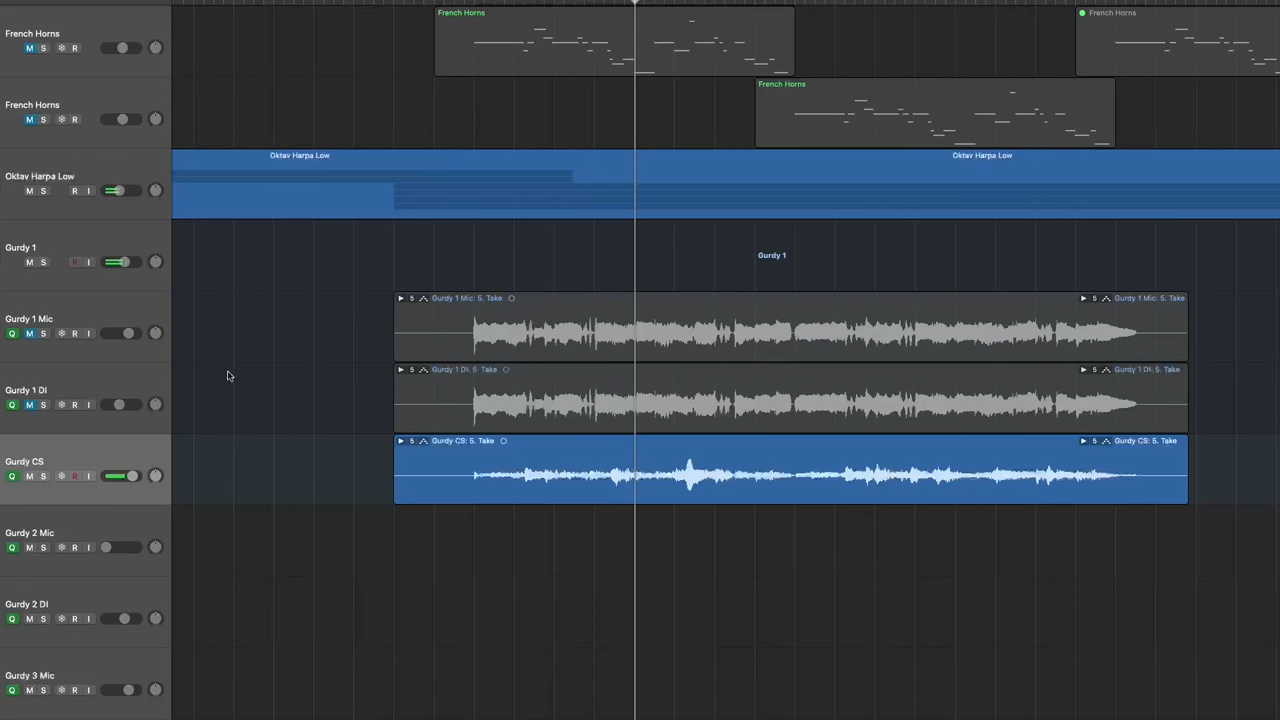 French Horns
M S R
French Horns
French Horns
French Horns
M S R
French Horns
Oktav Harpa Low
M S R I
Oktav Harpa Low
Oktav Harpa Low
Gurdy 1
M S R I
Gurdy 1
Gurdy 1 Mic
Q M S R I
5 Gurdy 1 Mic: 5. Take
5 Gurdy 1 Mic: 5. Take
Gurdy 1 DI
Q M S R I
5 Gurdy 1 DI: 5. Take
5 Gurdy 1 DI: 5. Take
Gurdy CS
Q M S R I
5 Gurdy CS: 5. Take
5 Gurdy CS: 5. Take
Gurdy 2 Mic
Q M S R I
Gurdy 2 DI
Q M S R I
Gurdy 3 Mic
Q M S R I